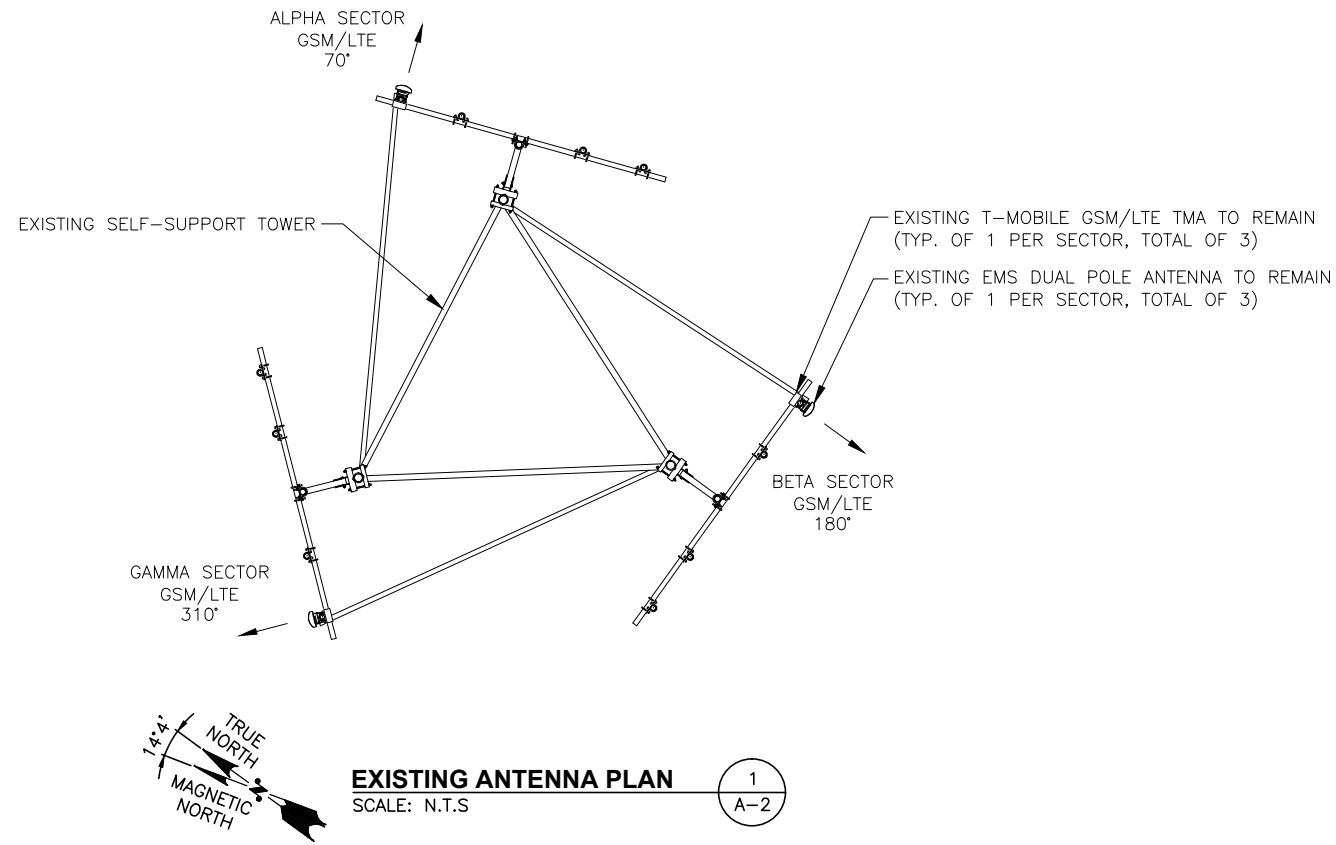 ALPHA SECTOR
GSM/LTE
70°
EXISTING SELF-SUPPORT TOWER
EXISTING T-MOBILE GSM/LTE TMA TO REMAIN
(TYP. OF 1 PER SECTOR, TOTAL OF 3)
EXISTING EMS DUAL POLE ANTENNA TO REMAIN
(TYP. OF 1 PER SECTOR, TOTAL OF 3)
BETA SECTOR
GSM/LTE
180°
GAMMA SECTOR
GSM/LTE
310°
14°4'
TRUE
NORTH
MAGNETIC
NORTH
N
EXISTING ANTENNA PLAN
SCALE: N.T.S
1
A-2